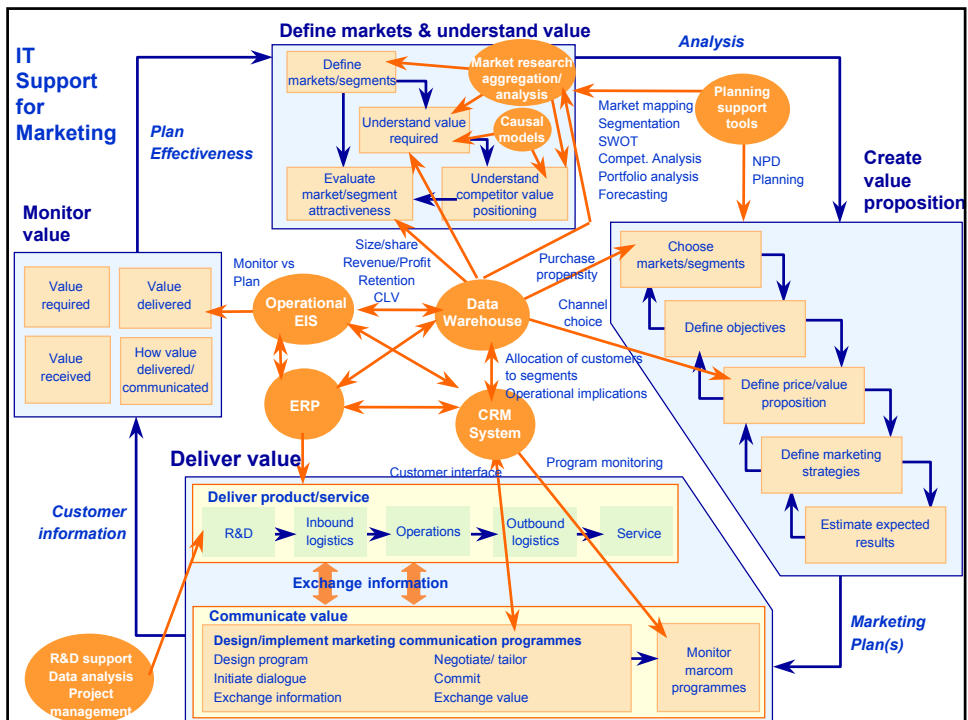 IT
Support
for
Marketing
Define markets & understand value
Define
markets/segments
Market research
aggregation/
analysis
Understand value
required
Causal
models
Evaluate
market/segment
attractiveness
Understand
competitor value
positioning
Analysis
Planning
support
tools
Market mapping
Segmentation
SWOT
Compet. Analysis
Portfolio analysis
Forecasting
NPD
Planning
Plan
Effectiveness
Create
value
proposition
Choose
markets/segments
Define objectives
Define price/value
proposition
Define marketing
strategies
Estimate expected
results
Monitor
value
Value
required
Value
delivered
Value
received
How value
delivered/
communicated
Monitor vs
Plan
Operational
EIS
Size/share
Revenue/Profit
Retention
CLV
Data
Warehouse
Purchase
propensity
Channel
choice
Allocation of customers
to segments
Operational implications
ERP
CRM
System
Customer interface
Program monitoring
Deliver value
Customer
information
Deliver product/service
R&D
Inbound
logistics
Operations
Outbound
logistics
Service
Exchange information
Communicate value
Design/implement marketing communication programmes
Design program
Initiate dialogue
Exchange information
Negotiate/ tailor
Commit
Exchange value
Monitor
marcom
programmes
Marketing
Plan(s)
R&D support
Data analysis
Project
management